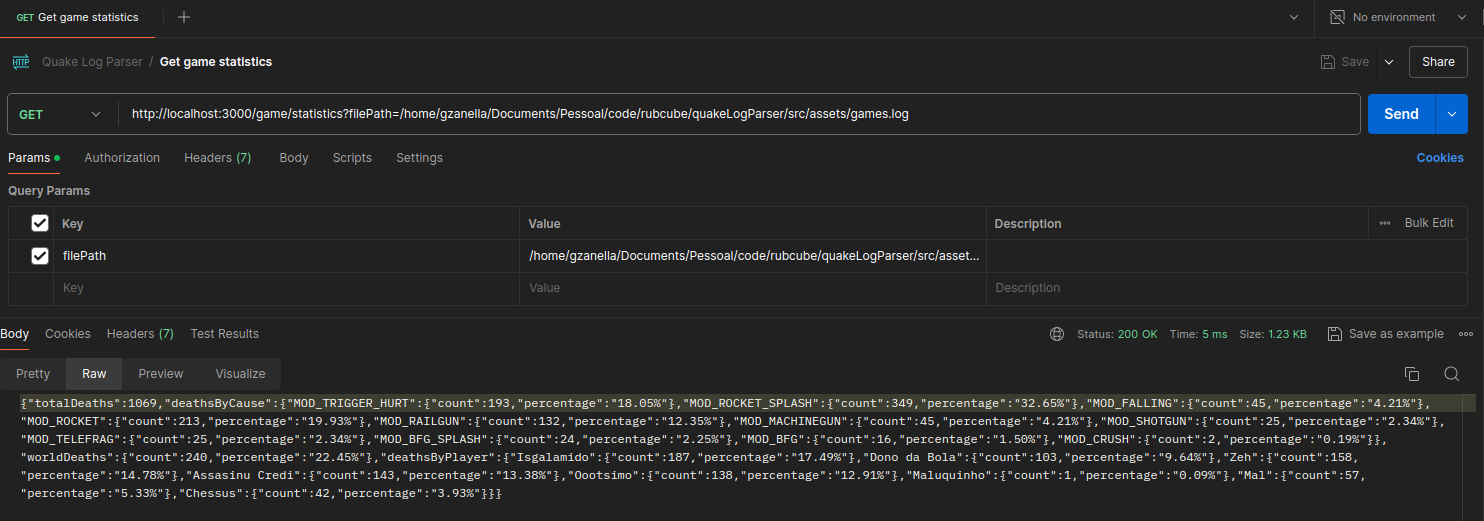 GET Get game statistics
No environment
HTTP Quake Log Parser / Get game statistics
Save Share
GET http://localhost:3000/game/statistics?filePath=/home/gzanella/Documents/Pessoal/code/rubcube/quakeLogParser/src/assets/games.log Send
Params Authorization Headers (7) Body Scripts Settings Cookies
Query Params
Key Value Description Bulk Edit
filePath /home/gzanella/Documents/Pessoal/code/rubcube/quakeLogParser/src/asset...
Key Value Description
Body Cookies Headers (7) Test Results Status: 200 OK Time: 5 ms Size: 1.23 KB Save as example
Pretty Raw Preview Visualize
{"totalDeaths":1069,"deathsByCause":{"MOD_TRIGGER_HURT":{"count":193,"percentage":"18.05%"},"MOD_ROCKET_SPLASH":{"count":349,"percentage":"32.65%"},"MOD_FALLING":{"count":45,"percentage":"4.21%"},
"MOD_ROCKET":{"count":213,"percentage":"19.93%"},"MOD_RAILGUN":{"count":132,"percentage":"12.35%"},"MOD_MACHINEGUN":{"count":45,"percentage":"4.21%"},"MOD_SHOTGUN":{"count":25,"percentage":"2.34%"},
"MOD_TELEFRAG":{"count":25,"percentage":"2.34%"},"MOD_BFG_SPLASH":{"count":24,"percentage":"2.25%"},"MOD_BFG":{"count":16,"percentage":"1.50%"},"MOD_CRUSH":{"count":2,"percentage":"0.19%"}},
"worldDeaths":{"count":240,"percentage":"22.45%"},"deathsByPlayer":{"Isgalamido":{"count":187,"percentage":"17.49%"},"Dono da Bola":{"count":103,"percentage":"9.64%"},"Zeh":{"count":158,
"percentage":"14.78%"},"Assasinu Credi":{"count":143,"percentage":"13.38%"},"Oootsimo":{"count":138,"percentage":"12.91%"},"Maluquinho":{"count":1,"percentage":"0.09%"},"Mal":{"count":57,
"percentage":"5.33%"},"Chessus":{"count":42,"percentage":"3.93%"}}}